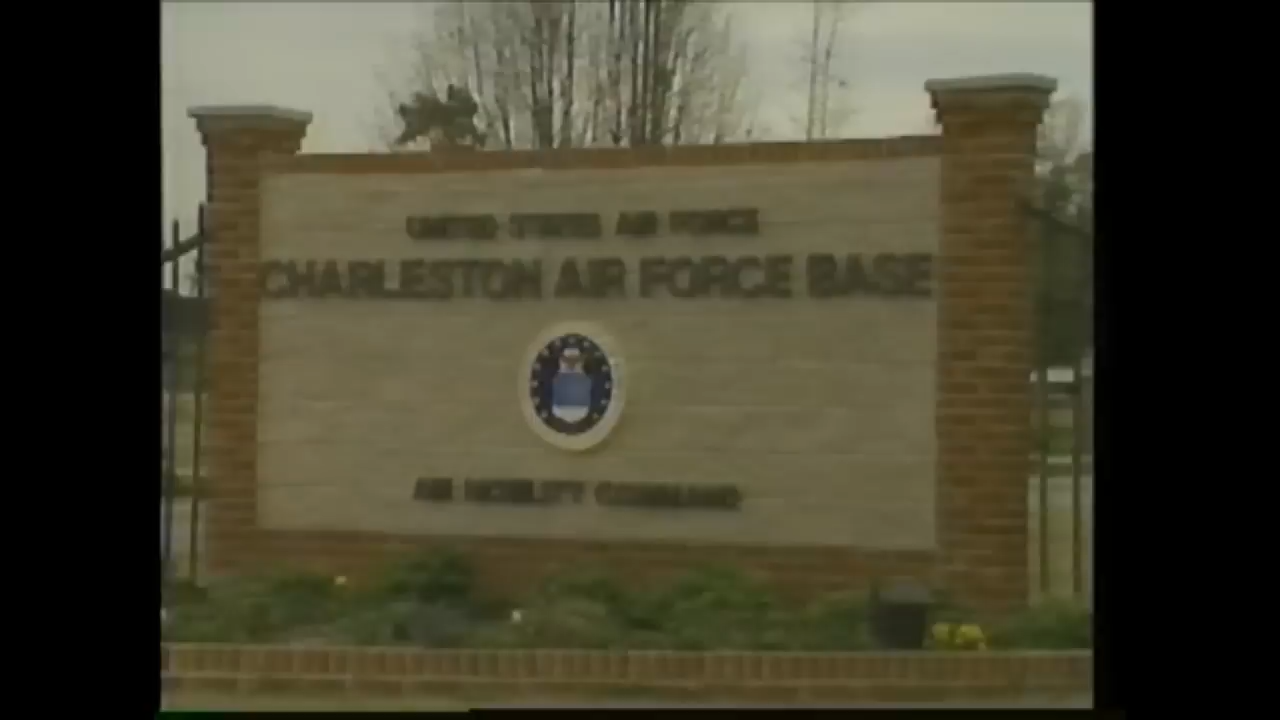 UNITED STATES AIR FORCE
CHARLESTON AIR FORCE BASE
AIR MOBILITY COMMAND